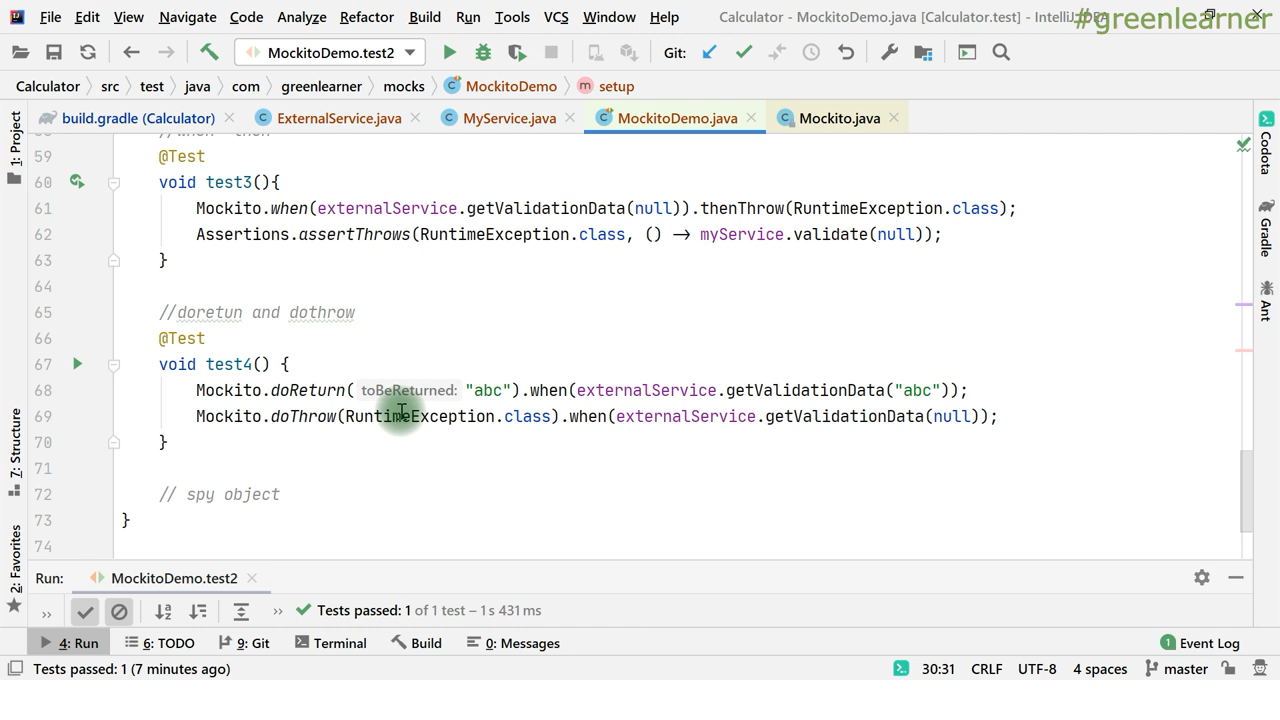 File Edit View Navigate Code Analyze Refactor Build Run Tools VCS Window Help Calculator - MockitoDemo.java [Calculator.test] - IntelliJ IDEA
#greenlearner
MockitoDemo.test2 Git:
Calculator src test java com greenlearner mocks MockitoDemo setup
build.gradle (Calculator) ExternalService.java MyService.java MockitoDemo.java Mockito.java
1: Project
7: Structure
2: Favorites
Codota
Gradle
Ant
58 //when - then
59 @Test
60 void test3(){
61 Mockito.when(externalService.getValidationData(null)).thenThrow(RuntimeException.class);
62 Assertions.assertThrows(RuntimeException.class, () → myService.validate(null));
63 }
64
65 //doretun and dothrow
66 @Test
67 void test4() {
68 Mockito.doReturn( toBeReturned: "abc").when(externalService.getValidationData("abc"));
69 Mockito.doThrow(RuntimeException.class).when(externalService.getValidationData(null));
70 }
71
72 // spy object
73 }
74
Run: MockitoDemo.test2
Tests passed: 1 of 1 test – 1 s 431 ms
4: Run 6: TODO 9: Git Terminal Build 0: Messages 1 Event Log
Tests passed: 1 (7 minutes ago) 30:31 CRLF UTF-8 4 spaces master